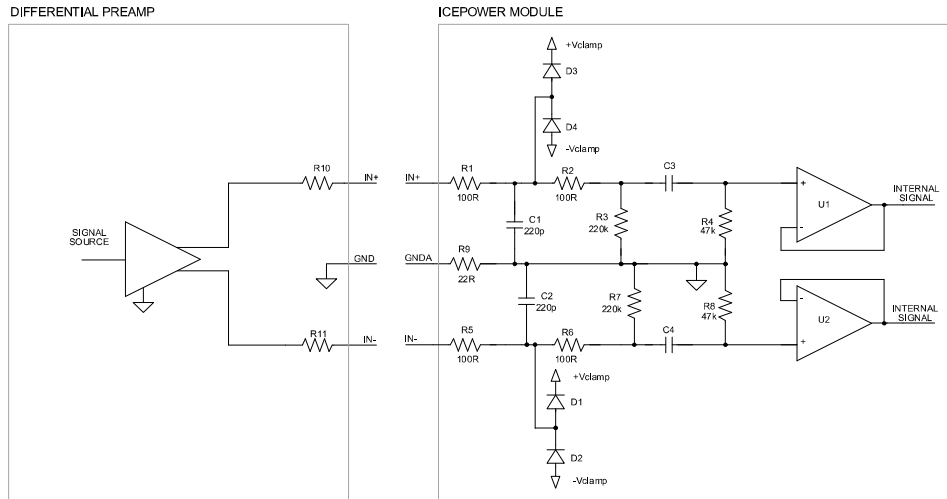 DIFFERENTIAL PREAMP
ICEPOWER MODULE
+Vclamp
D3
D4
-Vclamp
R10
IN+
IN+
R1
100R
R2
100R
C3
R3
220k
R4
47k
C1
220p
+
-
U1
INTERNAL
SIGNAL
SIGNAL
SOURCE
GND
GNDA
R9
22R
C2
220p
R7
220k
R8
47k
-
+
U2
INTERNAL
SIGNAL
R11
IN-
IN-
R5
100R
R6
100R
C4
+Vclamp
D1
D2
-Vclamp